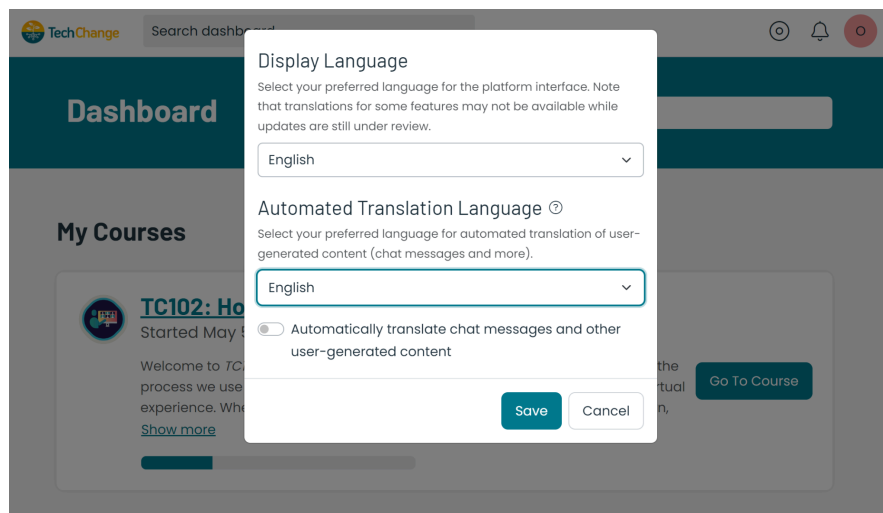 TechChange
Search dashboard
O
Dashboard
Display Language
Select your preferred language for the platform interface. Note
that translations for some features may not be available while
updates are still under review.
English
Automated Translation Language
Select your preferred language for automated translation of user-
generated content (chat messages and more).
English
Automatically translate chat messages and other
user-generated content
Save Cancel
My Courses
TC102: Ho
Started May
Welcome to TC
the
process we use
experience. Whe
Show more
Go To Course